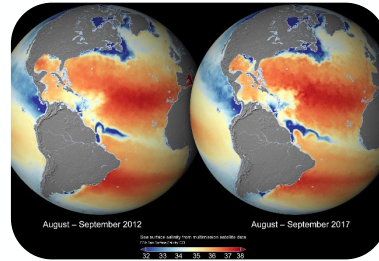 August – September 2012
August – September 2017
Sea surface salinity from multimission satellite data
32 33 34 35 36 37 38